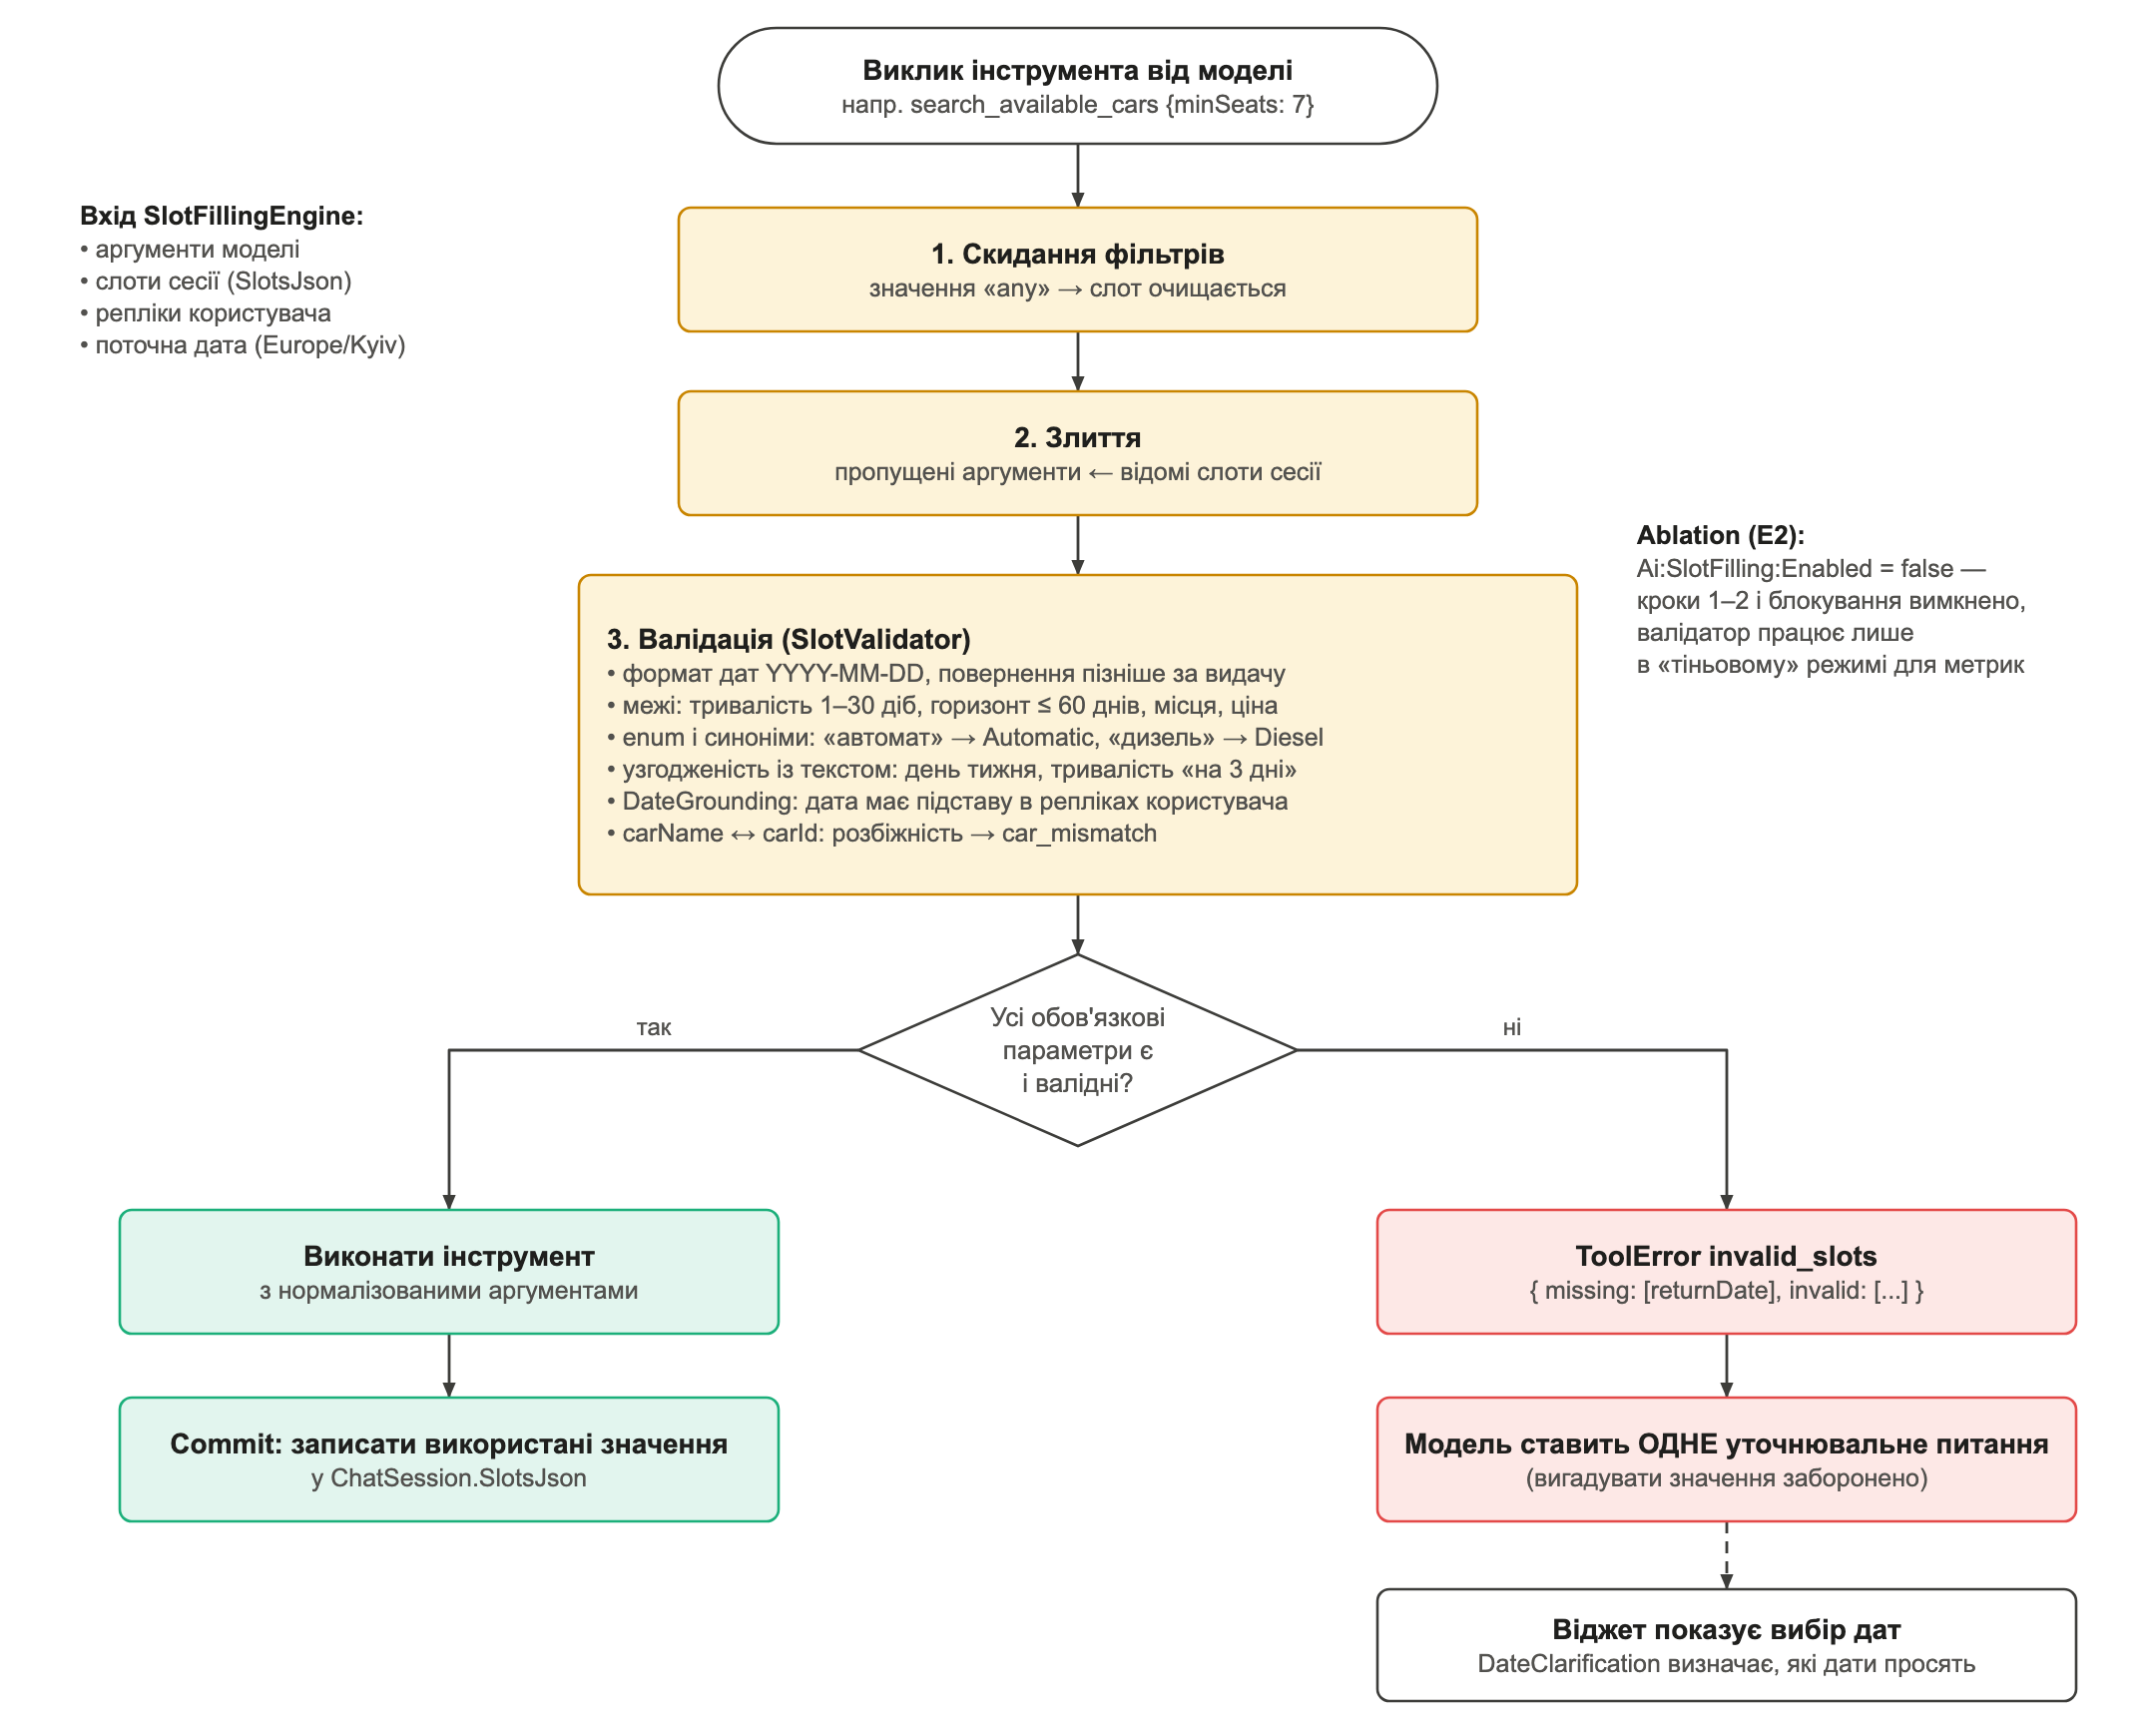 Виклик інструмента від моделі
напр. search_available_cars {minSeats: 7}
Вхід SlotFillingEngine:
• аргументи моделі
• слоти сесії (SlotsJson)
• репліки користувача
• поточна дата (Europe/Kyiv)
1. Скидання фільтрів
значення «any» → слот очищається
2. Злиття
пропущені аргументи ← відомі слоти сесії
Ablation (E2):
Ai:SlotFilling:Enabled = false —
кроки 1–2 і блокування вимкнено,
валідатор працює лише
в «тіньовому» режимі для метрик
3. Валідація (SlotValidator)
• формат дат YYYY-MM-DD, повернення пізніше за видачу
• межі: тривалість 1–30 діб, горизонт ≤ 60 днів, місця, ціна
• enum і синоніми: «автомат» → Automatic, «дизель» → Diesel
• узгодженість із текстом: день тижня, тривалість «на 3 дні»
• DateGrounding: дата має підставу в репліках користувача
• carName ↔ carId: розбіжність → car_mismatch
Усі обов'язкові
параметри є
і валідні?
так
ні
Виконати інструмент
з нормалізованими аргументами
Commit: записати використані значення
у ChatSession.SlotsJson
ToolError invalid_slots
{ missing: [returnDate], invalid: [...] }
Модель ставить ОДНЕ уточнювальне питання
(вигадувати значення заборонено)
Віджет показує вибір дат
DateClarification визначає, які дати просять